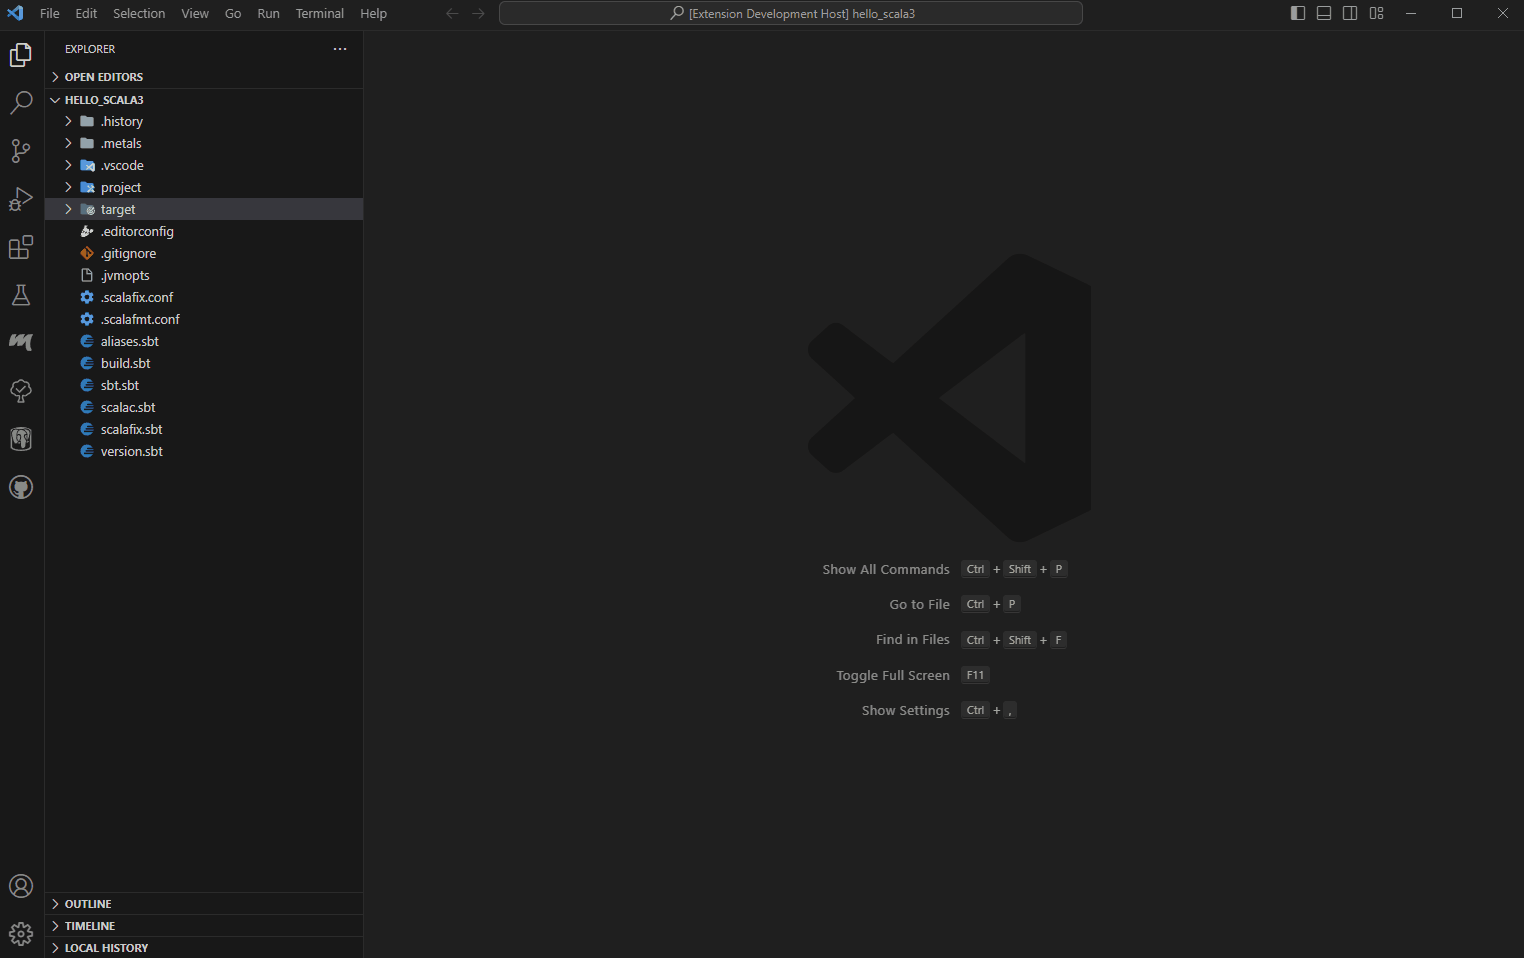 File Edit Selection View Go Run Terminal Help
[Extension Development Host] hello_scala3
EXPLORER
OPEN EDITORS
HELLO_SCALA3
.history
.metals
.vscode
project
target
.editorconfig
.gitignore
.jvmopts
.scalafix.conf
.scalafmt.conf
aliases.sbt
build.sbt
sbt.sbt
scalac.sbt
scalafix.sbt
version.sbt
OUTLINE
TIMELINE
LOCAL HISTORY
Show All Commands Ctrl + Shift + P
Go to File Ctrl + P
Find in Files Ctrl + Shift + F
Toggle Full Screen F11
Show Settings Ctrl + ,